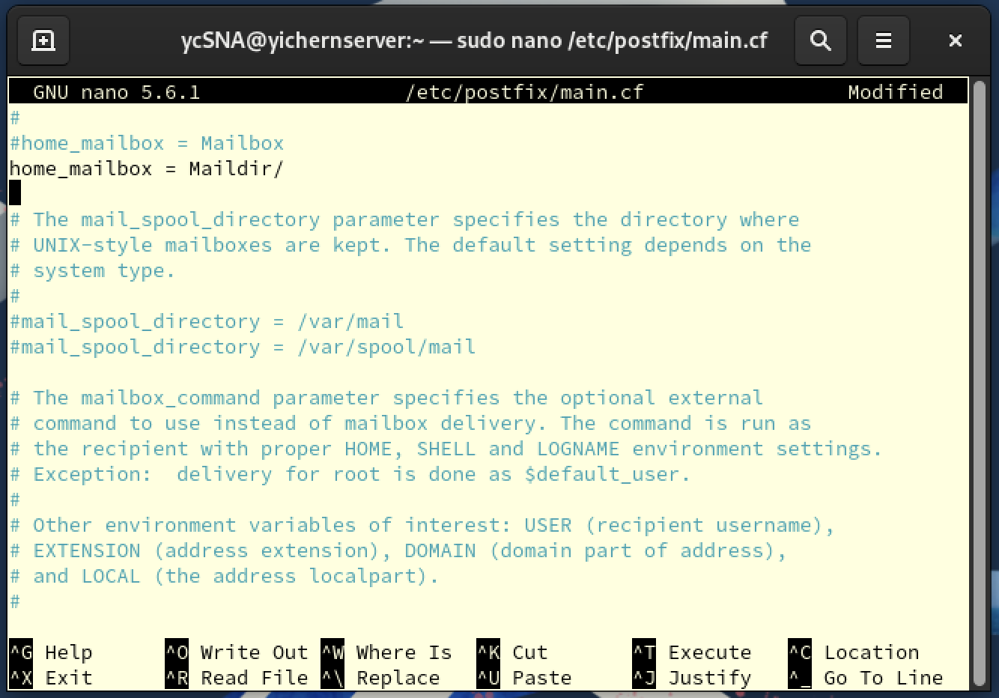 ycSNA@yichernserver:~ — sudo nano /etc/postfix/main.cf
GNU nano 5.6.1 /etc/postfix/main.cf Modified
#
#home_mailbox = Mailbox
home_mailbox = Maildir/
# The mail_spool_directory parameter specifies the directory where
# UNIX-style mailboxes are kept. The default setting depends on the
# system type.
#
#mail_spool_directory = /var/mail
#mail_spool_directory = /var/spool/mail
# The mailbox_command parameter specifies the optional external
# command to use instead of mailbox delivery. The command is run as
# the recipient with proper HOME, SHELL and LOGNAME environment settings.
# Exception:  delivery for root is done as $default_user.
#
# Other environment variables of interest: USER (recipient username),
# EXTENSION (address extension), DOMAIN (domain part of address),
# and LOCAL (the address localpart).
#
^G Help ^O Write Out ^W Where Is ^K Cut ^T Execute ^C Location
^X Exit ^R Read File ^\ Replace ^U Paste ^J Justify ^_ Go To Line